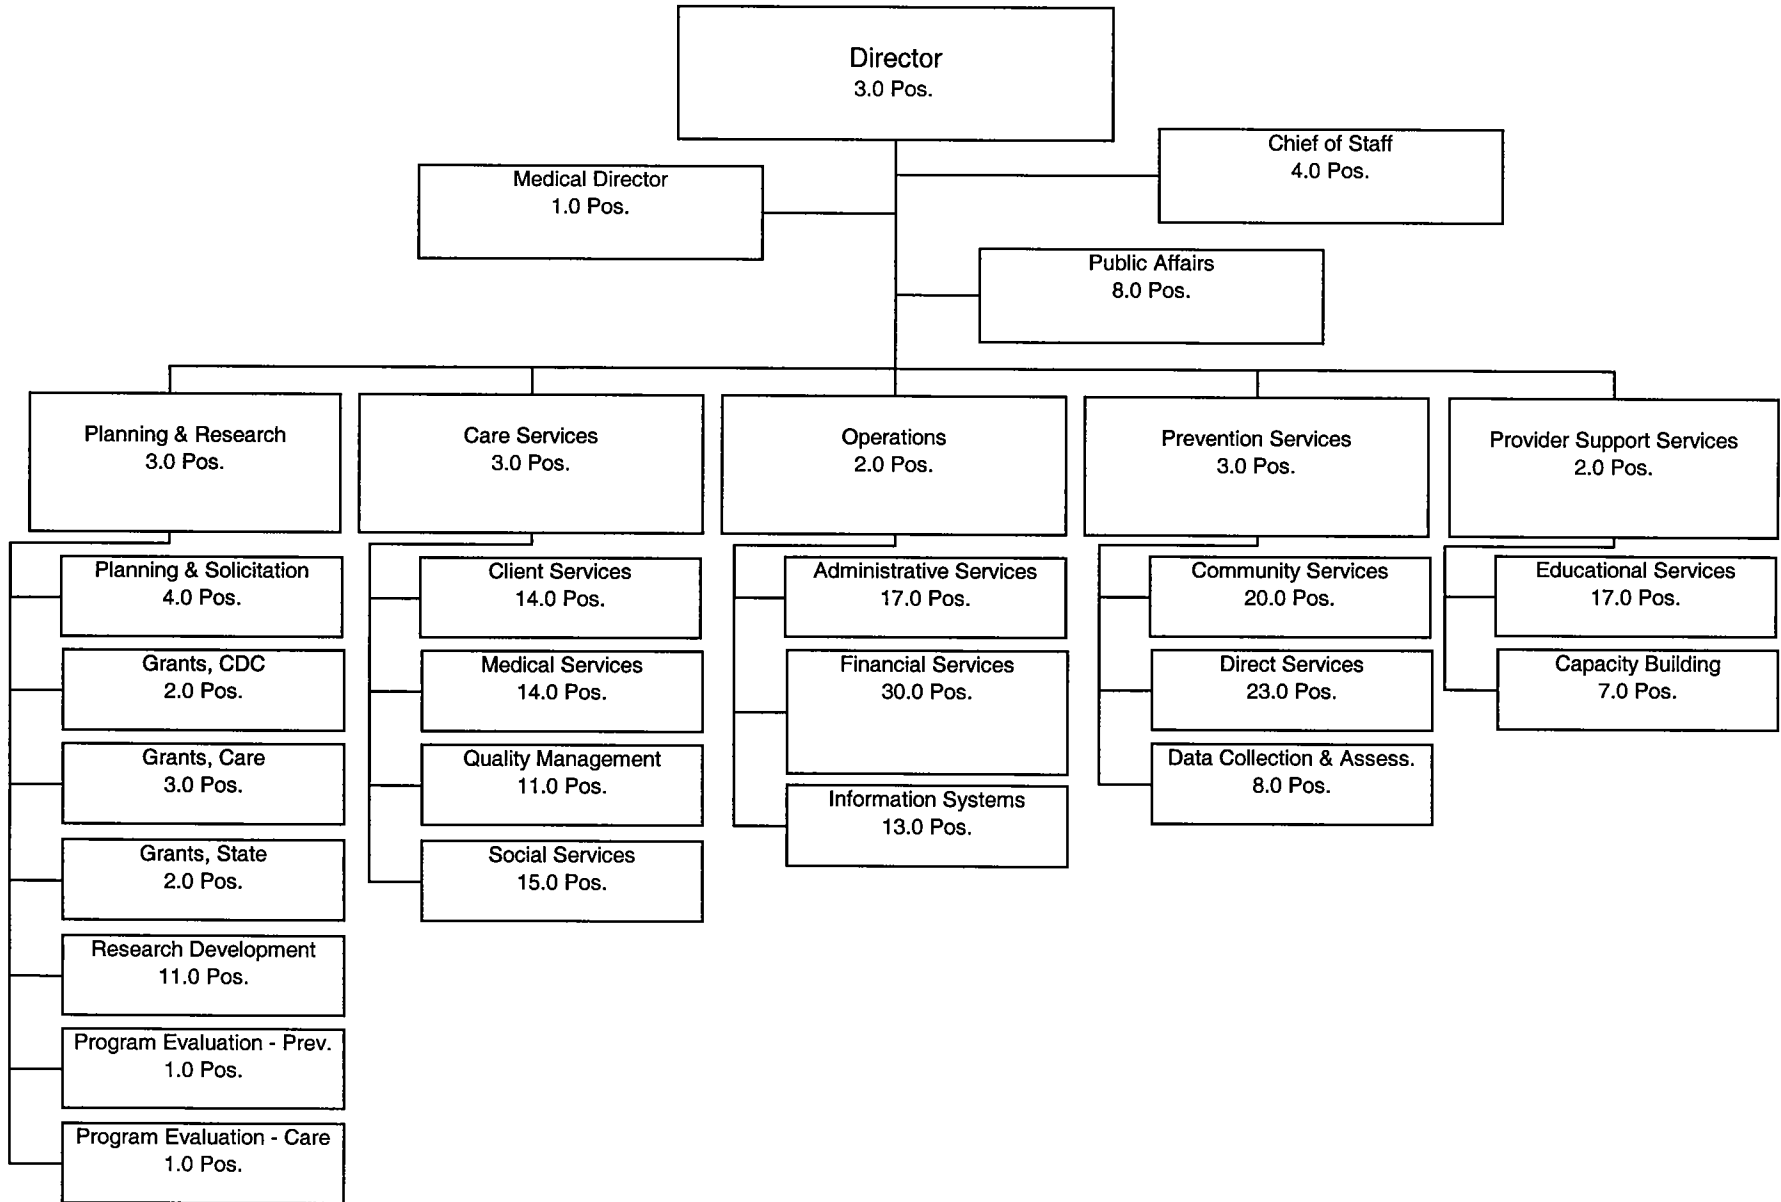 Director
3.0 Pos.
Chief of Staff
4.0 Pos.
Medical Director
1.0 Pos.
Public Affairs
8.0 Pos.
Planning & Research
3.0 Pos.
Care Services
3.0 Pos.
Operations
2.0 Pos.
Prevention Services
3.0 Pos.
Provider Support Services
2.0 Pos.
Planning & Solicitation
4.0 Pos.
Grants, CDC
2.0 Pos.
Grants, Care
3.0 Pos.
Grants, State
2.0 Pos.
Research Development
11.0 Pos.
Program Evaluation - Prev.
1.0 Pos.
Program Evaluation - Care
1.0 Pos.
Client Services
14.0 Pos.
Medical Services
14.0 Pos.
Quality Management
11.0 Pos.
Social Services
15.0 Pos.
Administrative Services
17.0 Pos.
Financial Services
30.0 Pos.
Information Systems
13.0 Pos.
Community Services
20.0 Pos.
Direct Services
23.0 Pos.
Data Collection & Assess.
8.0 Pos.
Educational Services
17.0 Pos.
Capacity Building
7.0 Pos.